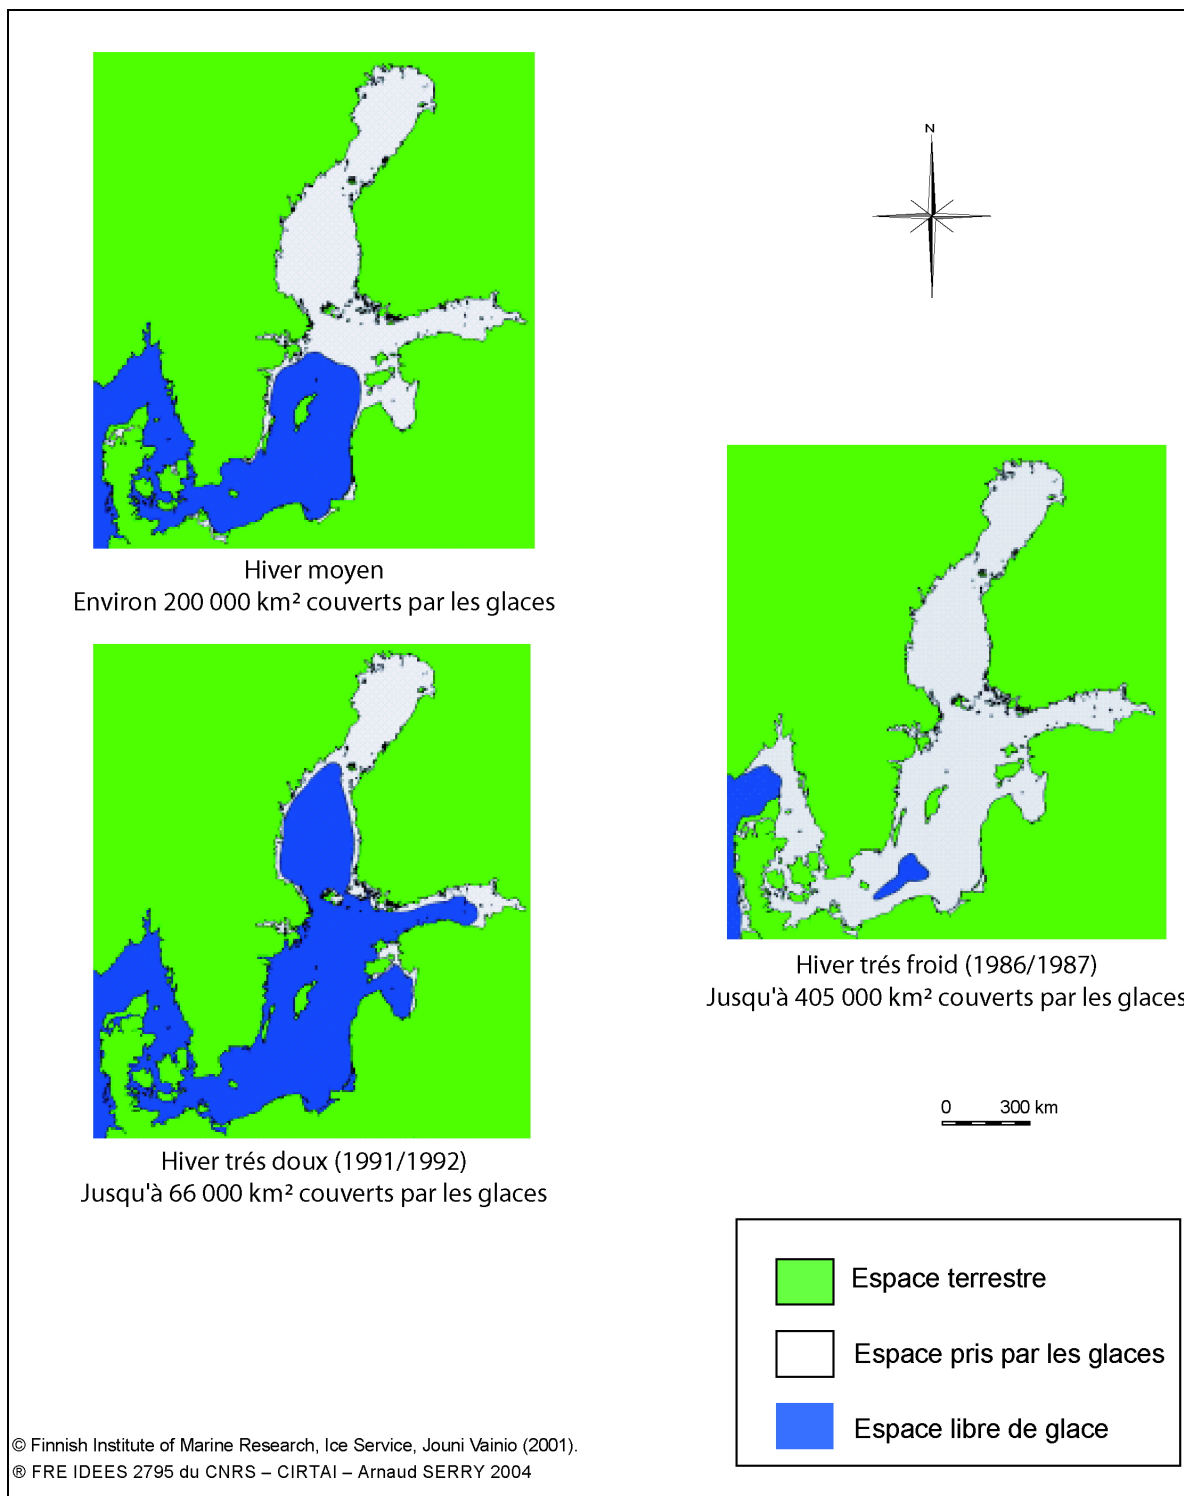 N
Hiver moyen
Environ 200 000 km² couverts par les glaces
Hiver trés froid (1986/1987)
Jusqu'à 405 000 km² couverts par les glaces
0 300 km
Hiver trés doux (1991/1992)
Jusqu'à 66 000 km² couverts par les glaces
Espace terrestre
Espace pris par les glaces
Espace libre de glace
© Finnish Institute of Marine Research, Ice Service, Jouni Vainio (2001).
® FRE IDEES 2795 du CNRS – CIRTAI – Arnaud SERRY 2004